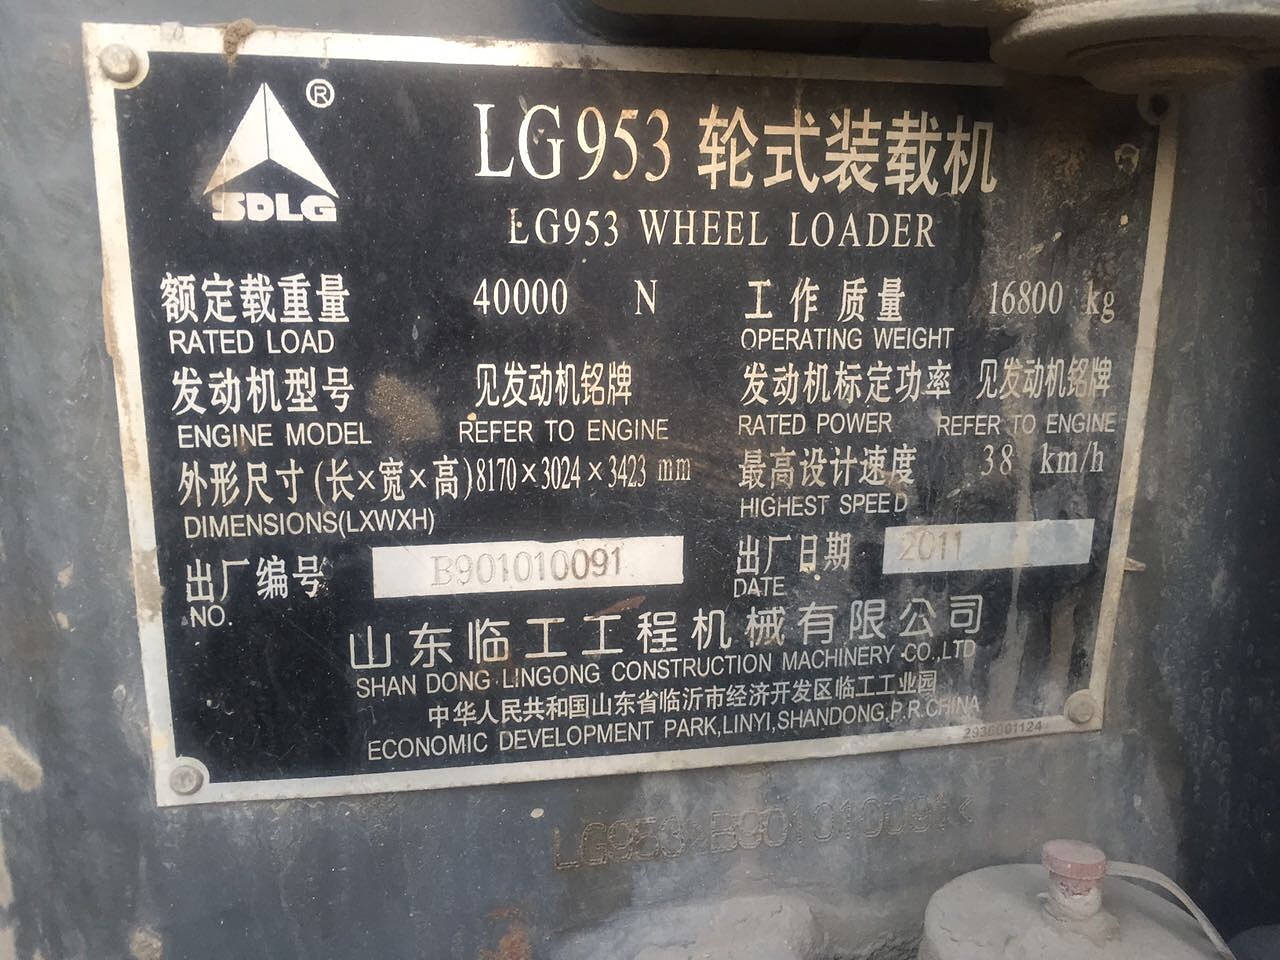 ®
SDLG
LG953 轮式装载机
LG953 WHEEL LOADER
额定载重量 40000 N 工作质量 16800 kg
RATED LOAD OPERATING WEIGHT
发动机型号 见发动机铭牌 发动机标定功率 见发动机铭牌
ENGINE MODEL REFER TO ENGINE RATED POWER REFER TO ENGINE
外形尺寸(长×宽×高)8170×3024×3423 mm 最高设计速度 38 km/h
DIMENSIONS(LXWXH) HIGHEST SPEED
出厂编号 B901010091 出厂日期 2011
NO. DATE
山东临工工程机械有限公司
SHAN DONG LINGONG CONSTRUCTION MACHINERY CO.,LTD
中华人民共和国山东省临沂市经济开发区临工工业园
ECONOMIC DEVELOPMENT PARK,LINYI,SHANDONG.P.R.CHINA
2936001124
LG953*B901010091*